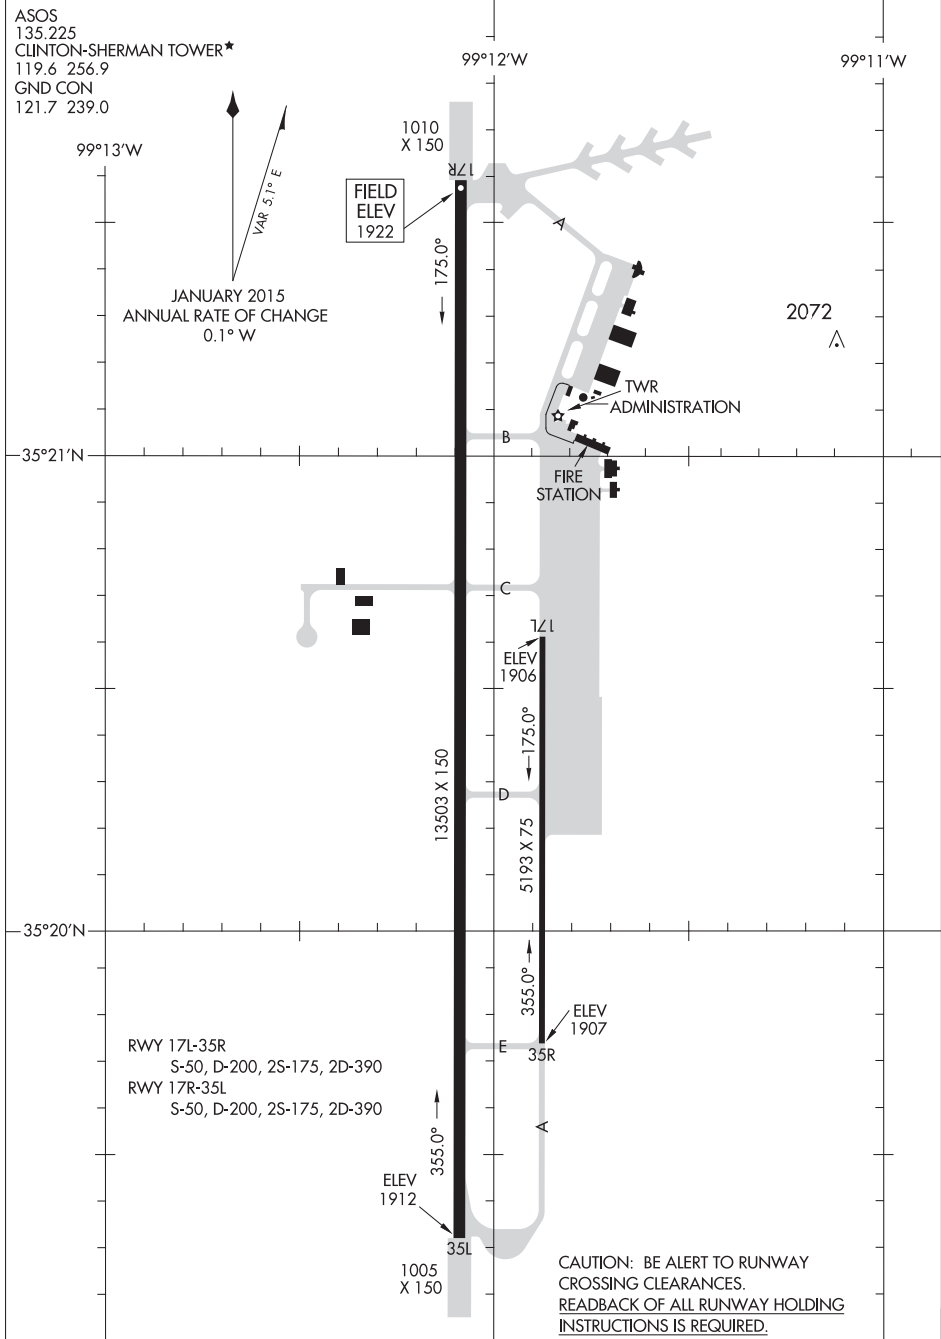 ASOS
135.225
CLINTON-SHERMAN TOWER★
119.6 256.9
GND CON
121.7 239.0
99°13'W
99°12'W
99°11'W
VAR 5.1° E
JANUARY 2015
ANNUAL RATE OF CHANGE
0.1° W
1010
X 150
17R
FIELD
ELEV
1922
175.0°
A
2072
TWR
ADMINISTRATION
B
35°21'N
FIRE
STATION
C
17L
ELEV
1906
175.0°
13503 X 150
D
5193 X 75
35°20'N
355.0°
ELEV
1907
E
35R
RWY 17L-35R
S-50, D-200, 2S-175, 2D-390
RWY 17R-35L
S-50, D-200, 2S-175, 2D-390
355.0°
A
ELEV
1912
35L
1005
X 150
CAUTION: BE ALERT TO RUNWAY
CROSSING CLEARANCES.
READBACK OF ALL RUNWAY HOLDING
INSTRUCTIONS IS REQUIRED.